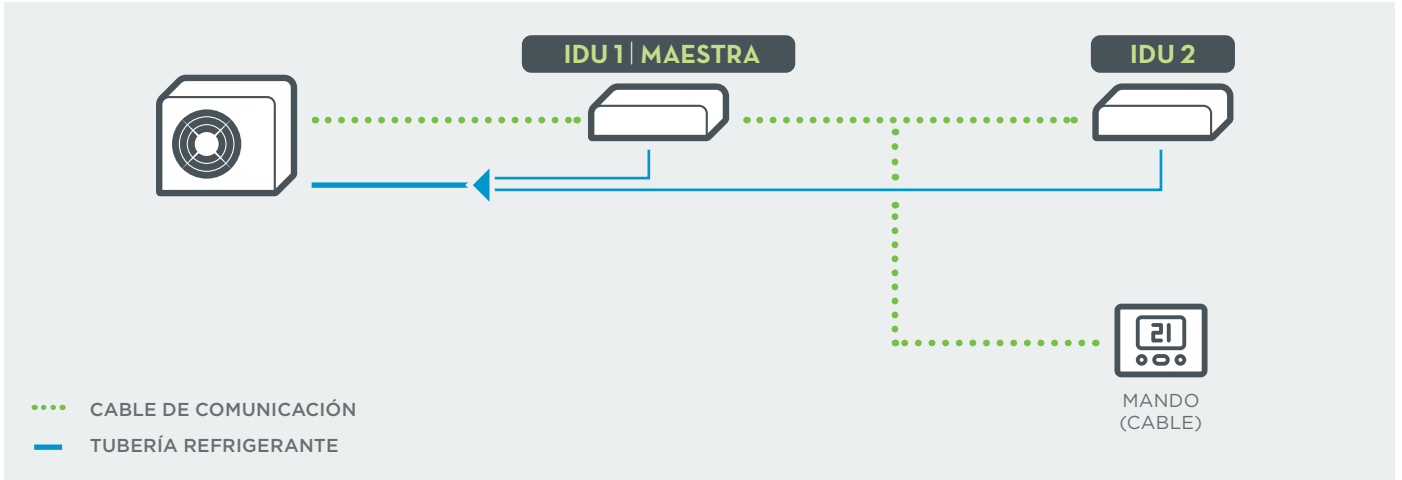 IDU 1 | MAESTRA
IDU 2
21
MANDO
(CABLE)
CABLE DE COMUNICACIÓN
TUBERÍA REFRIGERANTE